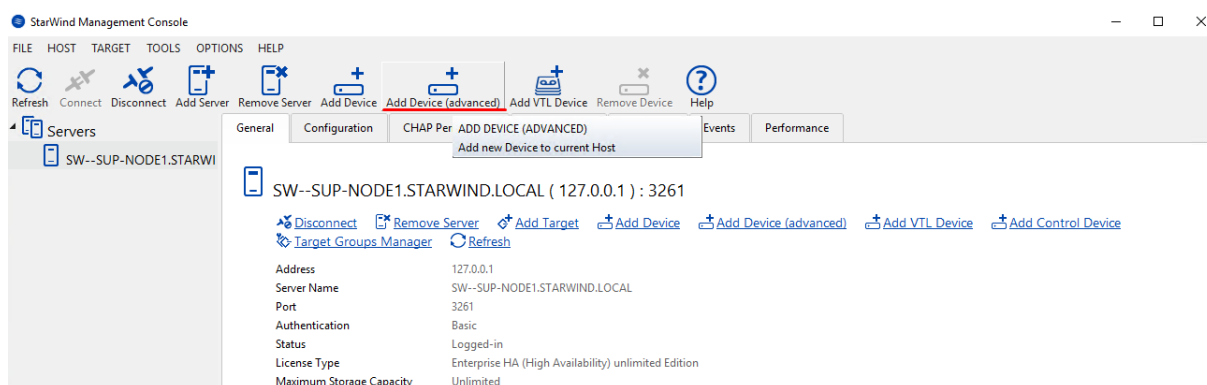 StarWind Management Console
FILE HOST TARGET TOOLS OPTIONS HELP
Refresh Connect Disconnect Add Server Remove Server Add Device Add Device (advanced) Add VTL Device Remove Device Help
Servers
SW--SUP-NODE1.STARWI
General Configuration CHAP Per Events Performance
ADD DEVICE (ADVANCED)
Add new Device to current Host
SW--SUP-NODE1.STARWIND.LOCAL ( 127.0.0.1 ) : 3261
Disconnect Remove Server Add Target Add Device Add Device (advanced) Add VTL Device Add Control Device
Target Groups Manager Refresh
Address 127.0.0.1
Server Name SW--SUP-NODE1.STARWIND.LOCAL
Port 3261
Authentication Basic
Status Logged-in
License Type Enterprise HA (High Availability) unlimited Edition
Maximum Storage Capacity Unlimited